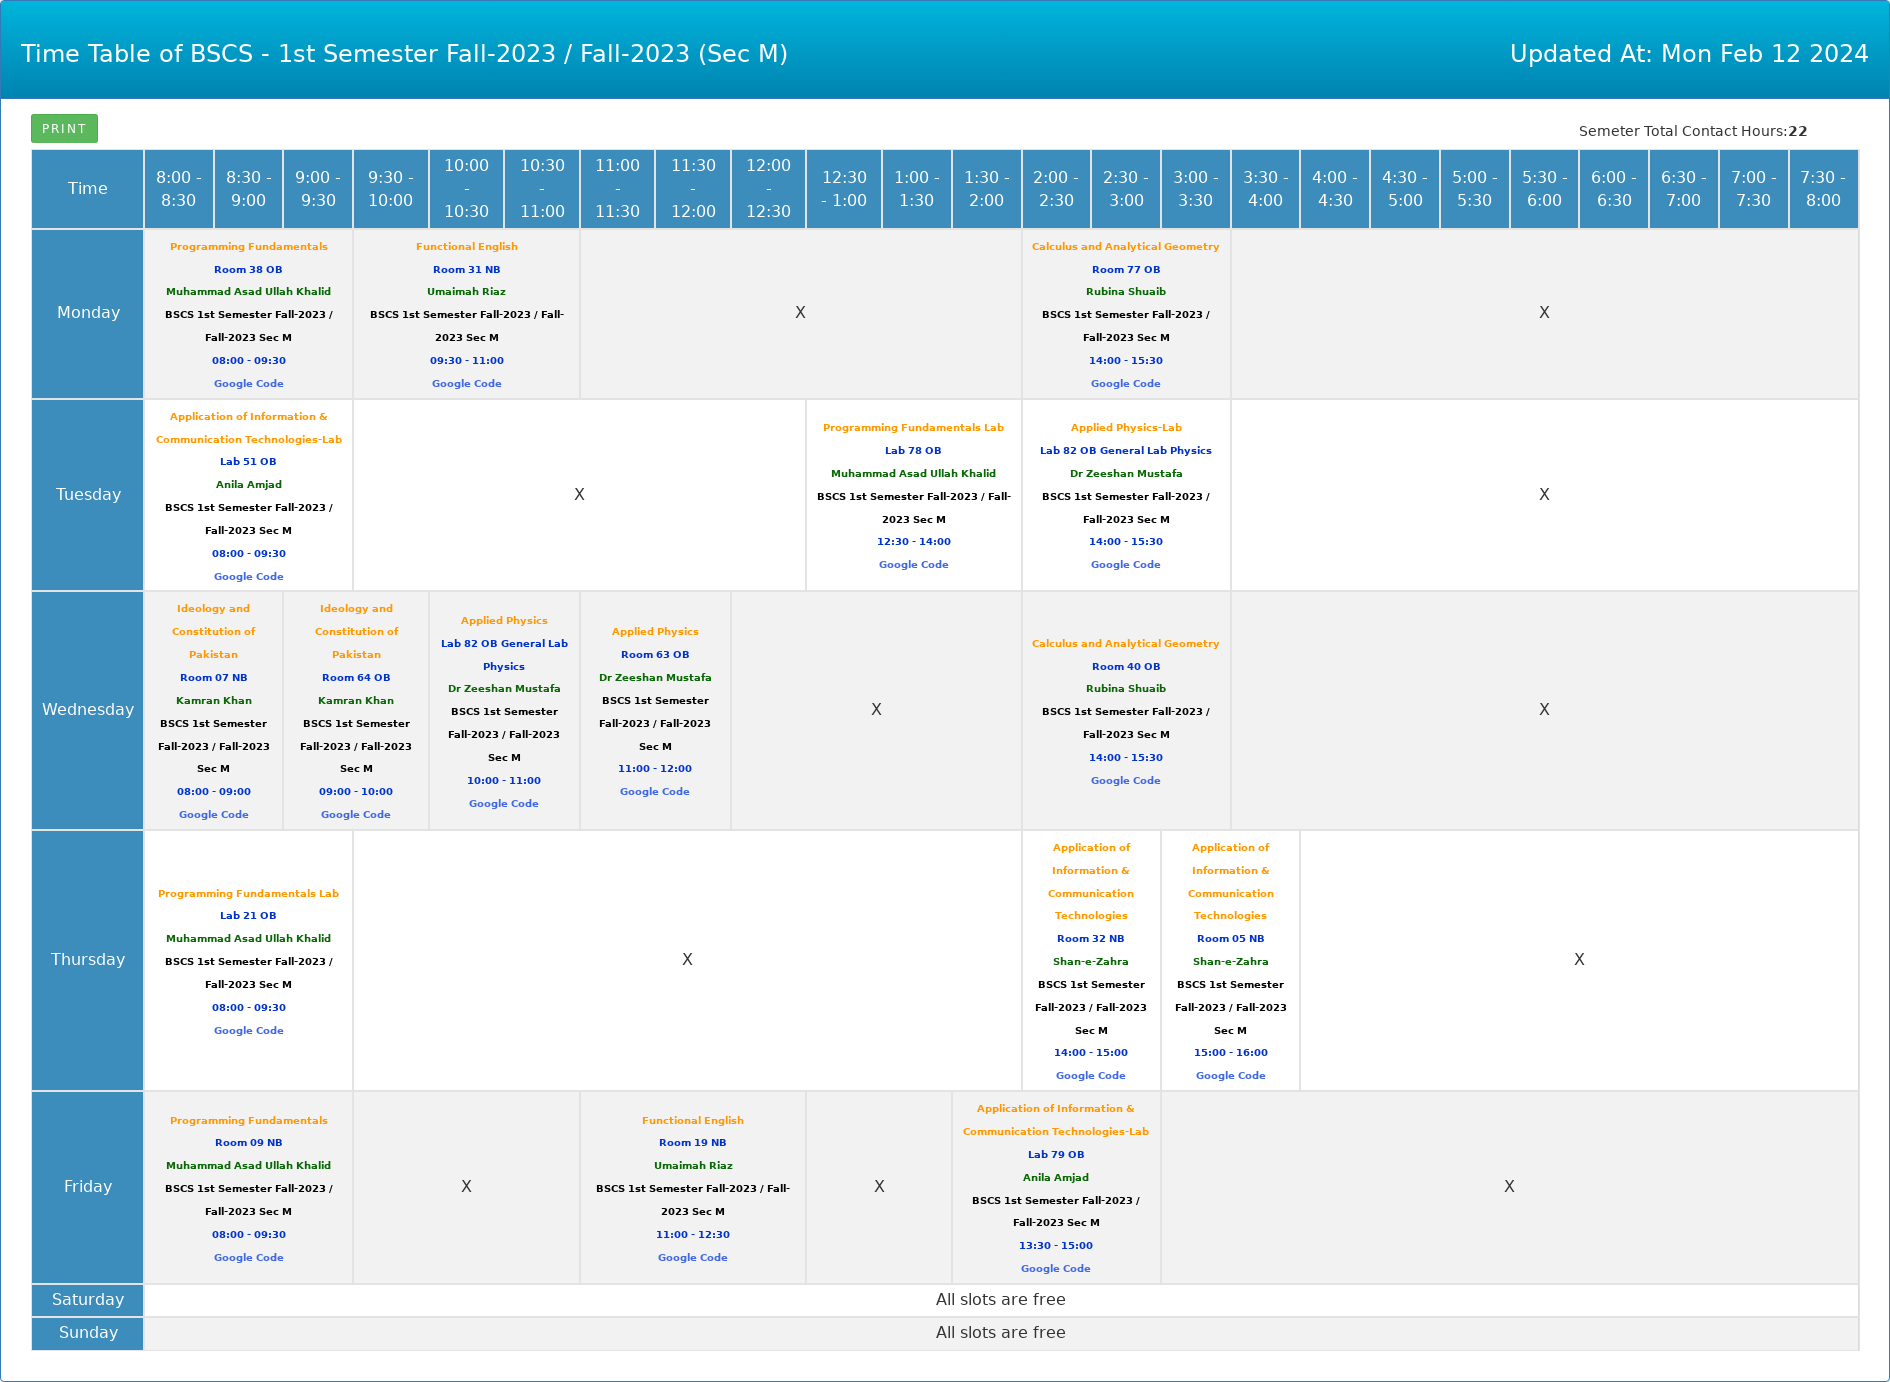 Time Table of BSCS - 1st Semester Fall-2023 / Fall-2023 (Sec M)
Updated At: Mon Feb 12 2024
PRINT
Semeter Total Contact Hours:22
Time
8:00 -
8:30
8:30 -
9:00
9:00 -
9:30
9:30 -
10:00
10:00
-
10:30
10:30
-
11:00
11:00
-
11:30
11:30
-
12:00
12:00
-
12:30
12:30
- 1:00
1:00 -
1:30
1:30 -
2:00
2:00 -
2:30
2:30 -
3:00
3:00 -
3:30
3:30 -
4:00
4:00 -
4:30
4:30 -
5:00
5:00 -
5:30
5:30 -
6:00
6:00 -
6:30
6:30 -
7:00
7:00 -
7:30
7:30 -
8:00
Monday
Programming Fundamentals
Room 38 OB
Muhammad Asad Ullah Khalid
BSCS 1st Semester Fall-2023 /
Fall-2023 Sec M
08:00 - 09:30
Google Code
Functional English
Room 31 NB
Umaimah Riaz
BSCS 1st Semester Fall-2023 / Fall-
2023 Sec M
09:30 - 11:00
Google Code
X
Calculus and Analytical Geometry
Room 77 OB
Rubina Shuaib
BSCS 1st Semester Fall-2023 /
Fall-2023 Sec M
14:00 - 15:30
Google Code
X
Tuesday
Application of Information &
Communication Technologies-Lab
Lab 51 OB
Anila Amjad
BSCS 1st Semester Fall-2023 /
Fall-2023 Sec M
08:00 - 09:30
Google Code
X
Programming Fundamentals Lab
Lab 78 OB
Muhammad Asad Ullah Khalid
BSCS 1st Semester Fall-2023 / Fall-
2023 Sec M
12:30 - 14:00
Google Code
Applied Physics-Lab
Lab 82 OB General Lab Physics
Dr Zeeshan Mustafa
BSCS 1st Semester Fall-2023 /
Fall-2023 Sec M
14:00 - 15:30
Google Code
X
Wednesday
Ideology and
Constitution of
Pakistan
Room 07 NB
Kamran Khan
BSCS 1st Semester
Fall-2023 / Fall-2023
Sec M
08:00 - 09:00
Google Code
Ideology and
Constitution of
Pakistan
Room 64 OB
Kamran Khan
BSCS 1st Semester
Fall-2023 / Fall-2023
Sec M
09:00 - 10:00
Google Code
Applied Physics
Lab 82 OB General Lab
Physics
Dr Zeeshan Mustafa
BSCS 1st Semester
Fall-2023 / Fall-2023
Sec M
10:00 - 11:00
Google Code
Applied Physics
Room 63 OB
Dr Zeeshan Mustafa
BSCS 1st Semester
Fall-2023 / Fall-2023
Sec M
11:00 - 12:00
Google Code
X
Calculus and Analytical Geometry
Room 40 OB
Rubina Shuaib
BSCS 1st Semester Fall-2023 /
Fall-2023 Sec M
14:00 - 15:30
Google Code
X
Thursday
Programming Fundamentals Lab
Lab 21 OB
Muhammad Asad Ullah Khalid
BSCS 1st Semester Fall-2023 /
Fall-2023 Sec M
08:00 - 09:30
Google Code
X
Application of
Information &
Communication
Technologies
Room 32 NB
Shan-e-Zahra
BSCS 1st Semester
Fall-2023 / Fall-2023
Sec M
14:00 - 15:00
Google Code
Application of
Information &
Communication
Technologies
Room 05 NB
Shan-e-Zahra
BSCS 1st Semester
Fall-2023 / Fall-2023
Sec M
15:00 - 16:00
Google Code
X
Friday
Programming Fundamentals
Room 09 NB
Muhammad Asad Ullah Khalid
BSCS 1st Semester Fall-2023 /
Fall-2023 Sec M
08:00 - 09:30
Google Code
X
Functional English
Room 19 NB
Umaimah Riaz
BSCS 1st Semester Fall-2023 / Fall-
2023 Sec M
11:00 - 12:30
Google Code
X
Application of Information &
Communication Technologies-Lab
Lab 79 OB
Anila Amjad
BSCS 1st Semester Fall-2023 /
Fall-2023 Sec M
13:30 - 15:00
Google Code
X
Saturday
All slots are free
Sunday
All slots are free